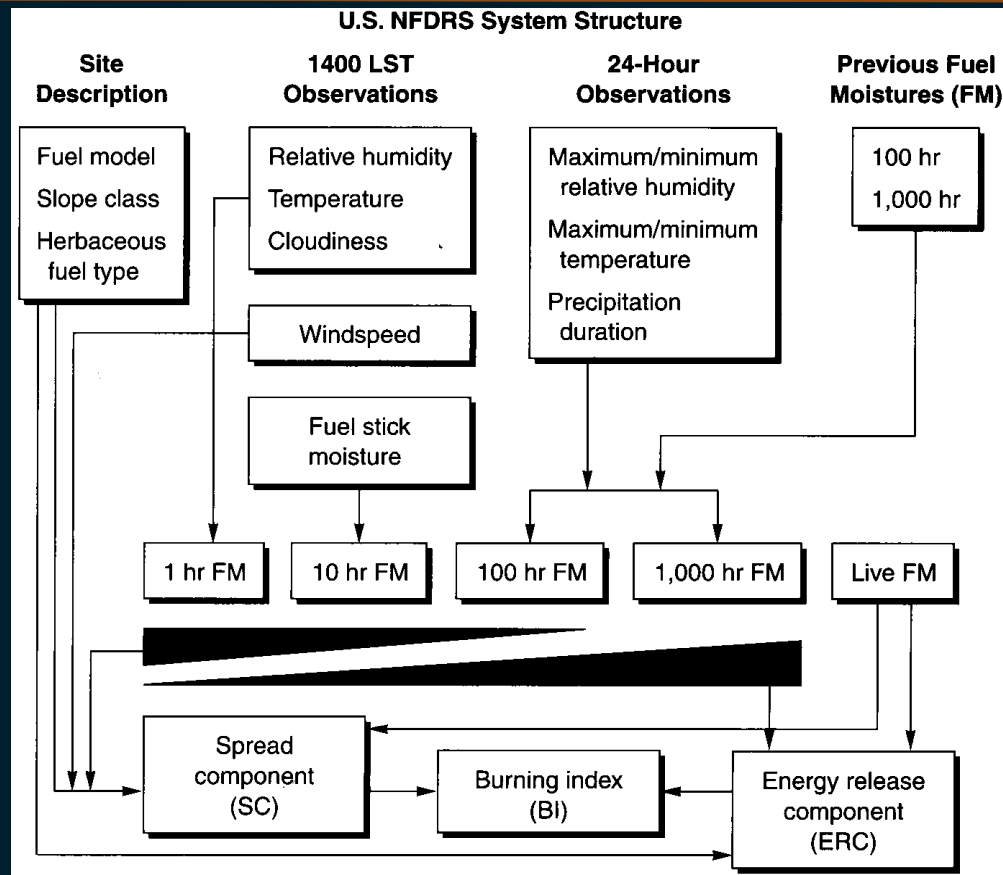 U.S. NFDRS System Structure
Site
Description
1400 LST
Observations
24-Hour
Observations
Previous Fuel
Moistures (FM)
Fuel model
Slope class
Herbaceous
fuel type
Relative humidity
Temperature
Cloudiness
Maximum/minimum
relative humidity
Maximum/minimum
temperature
Precipitation
duration
100 hr
1,000 hr
Windspeed
Fuel stick
moisture
1 hr FM
10 hr FM
100 hr FM
1,000 hr FM
Live FM
Spread
component
(SC)
Burning index
(BI)
Energy release
component
(ERC)